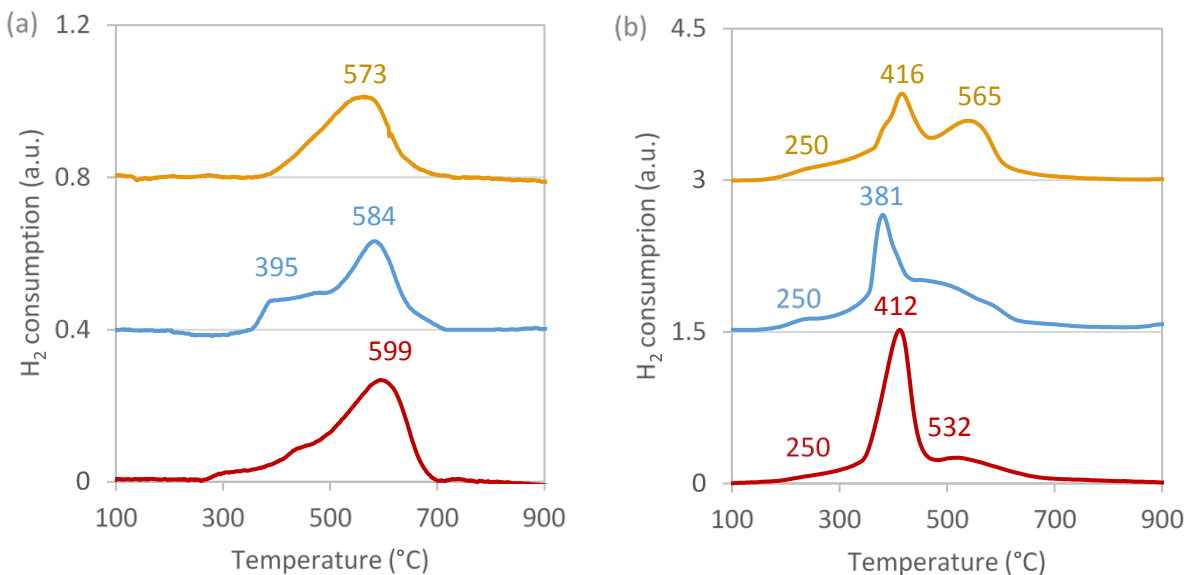 (a)
1.2
0.8
0.4
0
H₂ consumption (a.u.)
573
395
584
599
100 300 500 700 900
Temperature (°C)
(b)
4.5
3
1.5
0
H₂ consumprion (a.u.)
416
565
250
381
250
412
532
250
100 300 500 700 900
Temperature (°C)